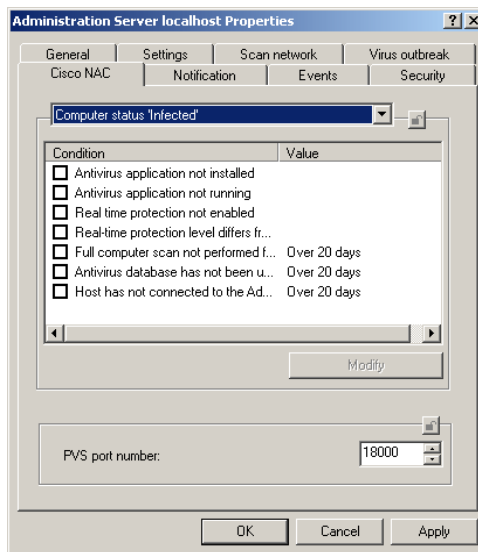 Administration Server localhost Properties
General Settings Scan network Virus outbreak
Cisco NAC Notification Events Security
Computer status 'Infected'
Condition Value
Antivirus application not installed
Antivirus application not running
Real time protection not enabled
Real-time protection level differs fr...
Full computer scan not performed f... Over 20 days
Antivirus database has not been u... Over 20 days
Host has not connected to the Ad... Over 20 days
Modify
PVS port number: 18000
OK Cancel Apply